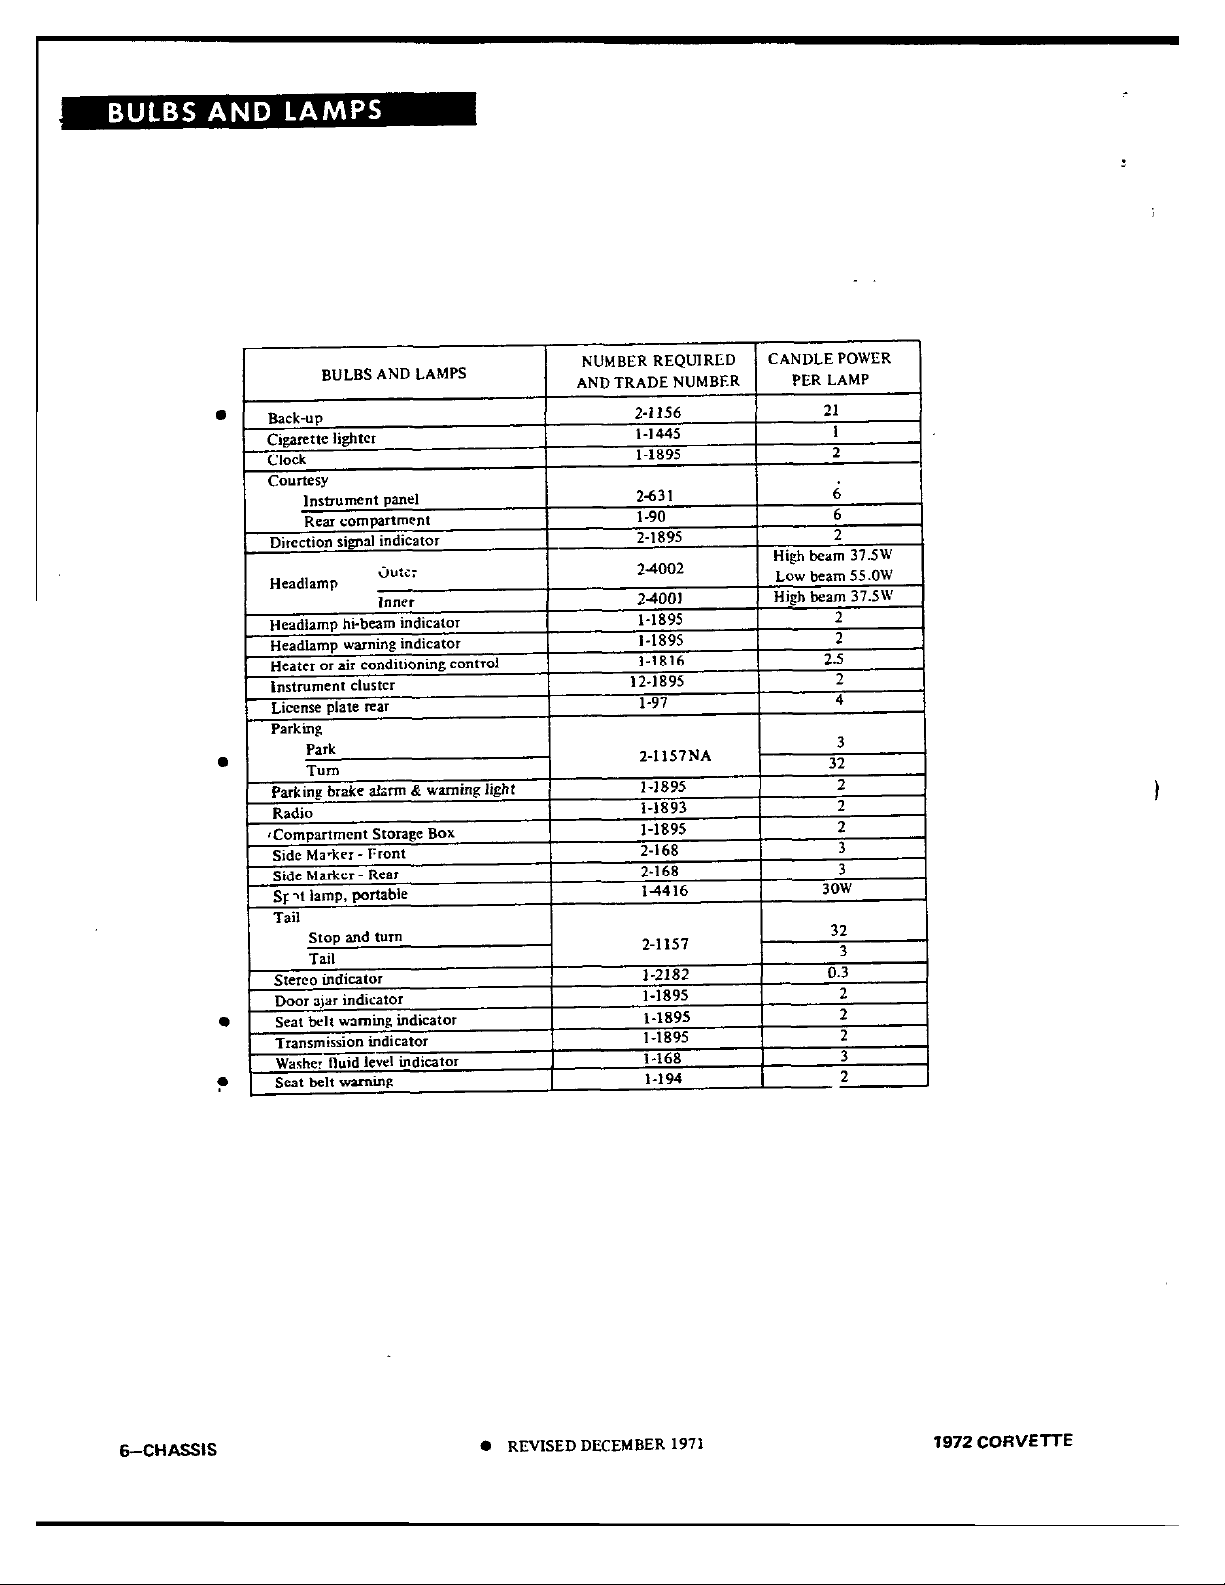 BULBS AND LAMPS
BULBS AND LAMPS NUMBER REQUIRED AND TRADE NUMBER CANDLE POWER PER LAMP
• Back-up 2-1156 21
Cigarette lighter 1-1445 1
Clock 1-1895 2
Courtesy
Instrument panel 2-631 6
Rear compartment 1-90 6
Direction signal indicator 2-1895 2
Headlamp Outer 2-4002 High beam 37.5W Low beam 55.0W
Inner 2-4001 High beam 37.5W
Headlamp hi-beam indicator 1-1895 2
Headlamp warning indicator 1-1895 2
Heater or air conditioning control 1-1816 2.5
Instrument cluster 12-1895 2
License plate rear 1-97 4
Parking
Park 2-1157NA 3
• Turn 32
Parking brake alarm & warning light 1-1895 2
Radio 1-1893 2
Compartment Storage Box 1-1895 2
Side Marker - Front 2-168 3
Side Marker - Rear 2-168 3
Spot lamp, portable 1-4416 30W
Tail
Stop and turn 2-1157 32
Tail 3
Stereo indicator 1-2182 0.3
Door ajar indicator 1-1895 2
• Seat belt warning indicator 1-1895 2
Transmission indicator 1-1895 2
Washer fluid level indicator 1-168 3
• Seat belt warning 1-194 2
6—CHASSIS • REVISED DECEMBER 1971 1972 CORVETTE